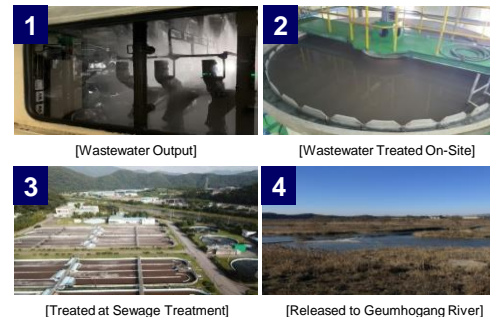 1
2
[Wastewater Output]
[Wastewater Treated On-Site]
3
4
[Treated at Sewage Treatment]
[Released to Geumhogang River]